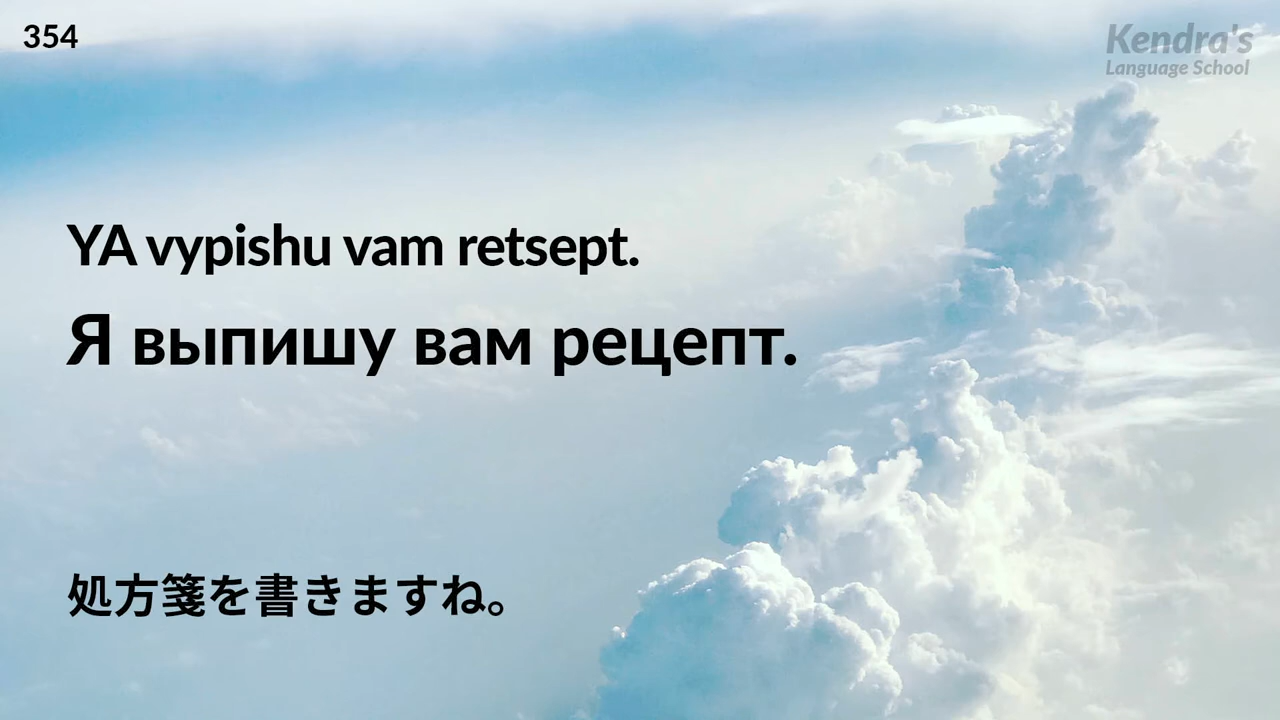 354
Kendra's
Language School
YA vypishu vam retsept.
Я выпишу вам рецепт.
処方箋を書きますね。